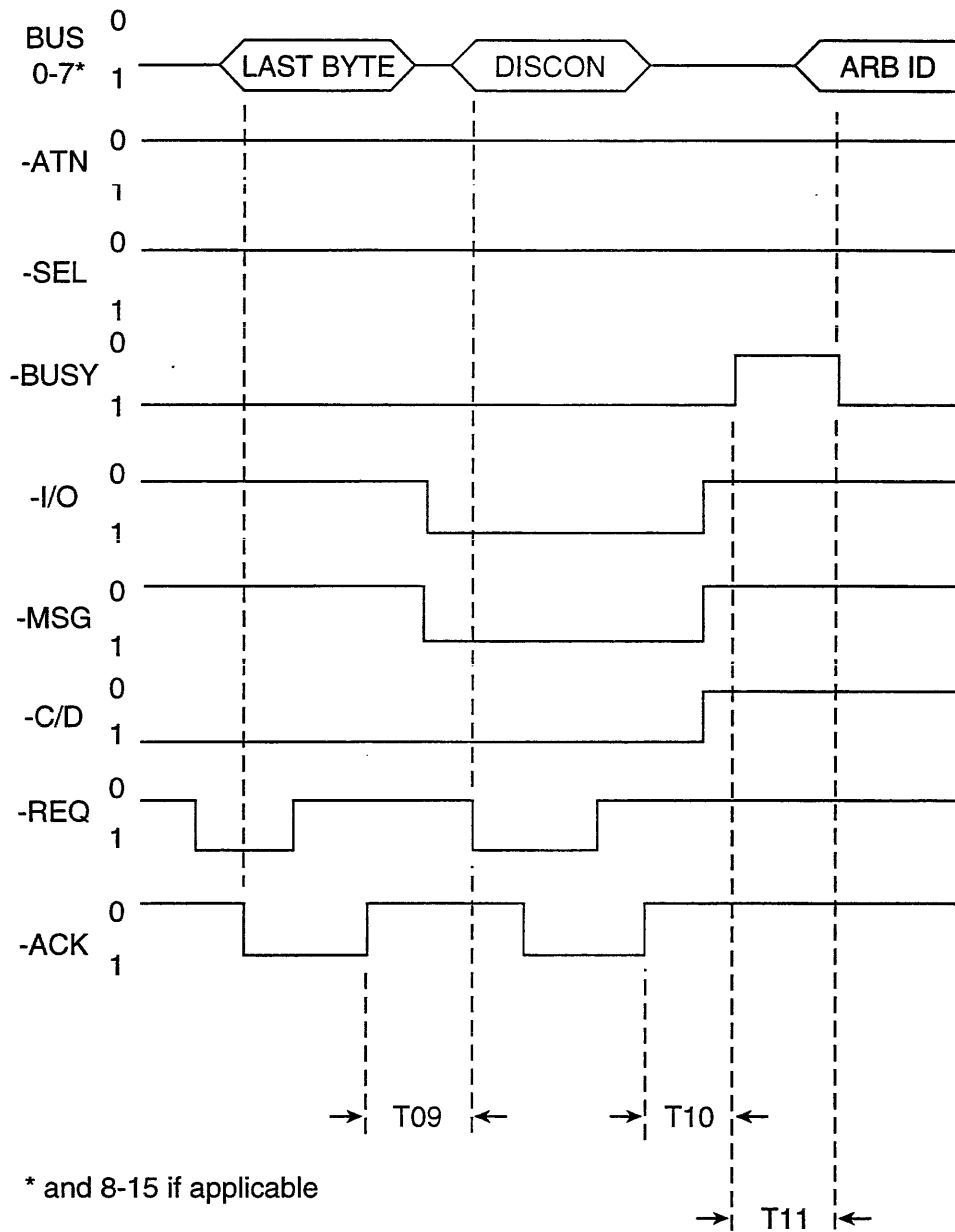 BUS 0
0-7* 1 LAST BYTE DISCON ARB ID
-ATN 0
1
-SEL 0
1
-BUSY 0
1
-I/O 0
1
-MSG 0
1
-C/D 0
1
-REQ 0
1
-ACK 0
1
T09 T10
* and 8-15 if applicable
T11